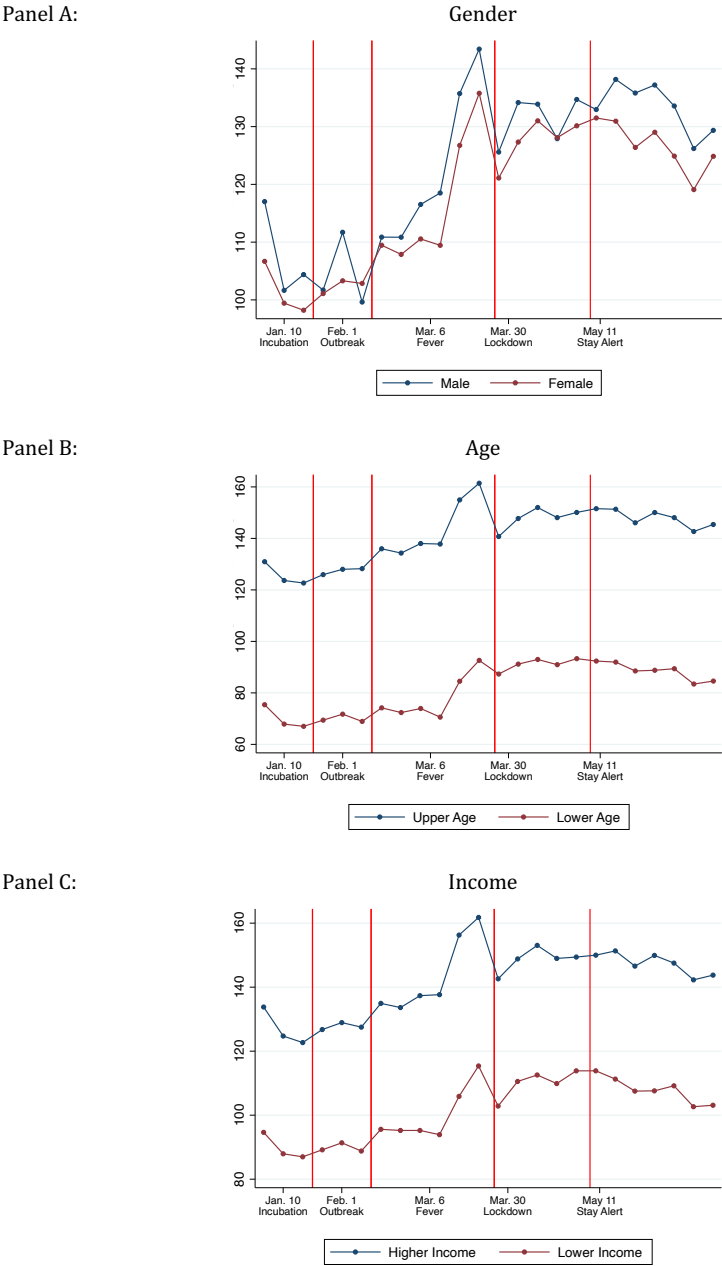 Panel A:
Gender
140
130
120
110
100
Jan. 10 Feb. 1 Mar. 6 Mar. 30 May 11
Incubation Outbreak Fever Lockdown Stay Alert
Male Female
Panel B:
Age
160
140
120
100
80
60
Jan. 10 Feb. 1 Mar. 6 Mar. 30 May 11
Incubation Outbreak Fever Lockdown Stay Alert
Upper Age Lower Age
Panel C:
Income
160
140
120
100
80
Jan. 10 Feb. 1 Mar. 6 Mar. 30 May 11
Incubation Outbreak Fever Lockdown Stay Alert
Higher Income Lower Income